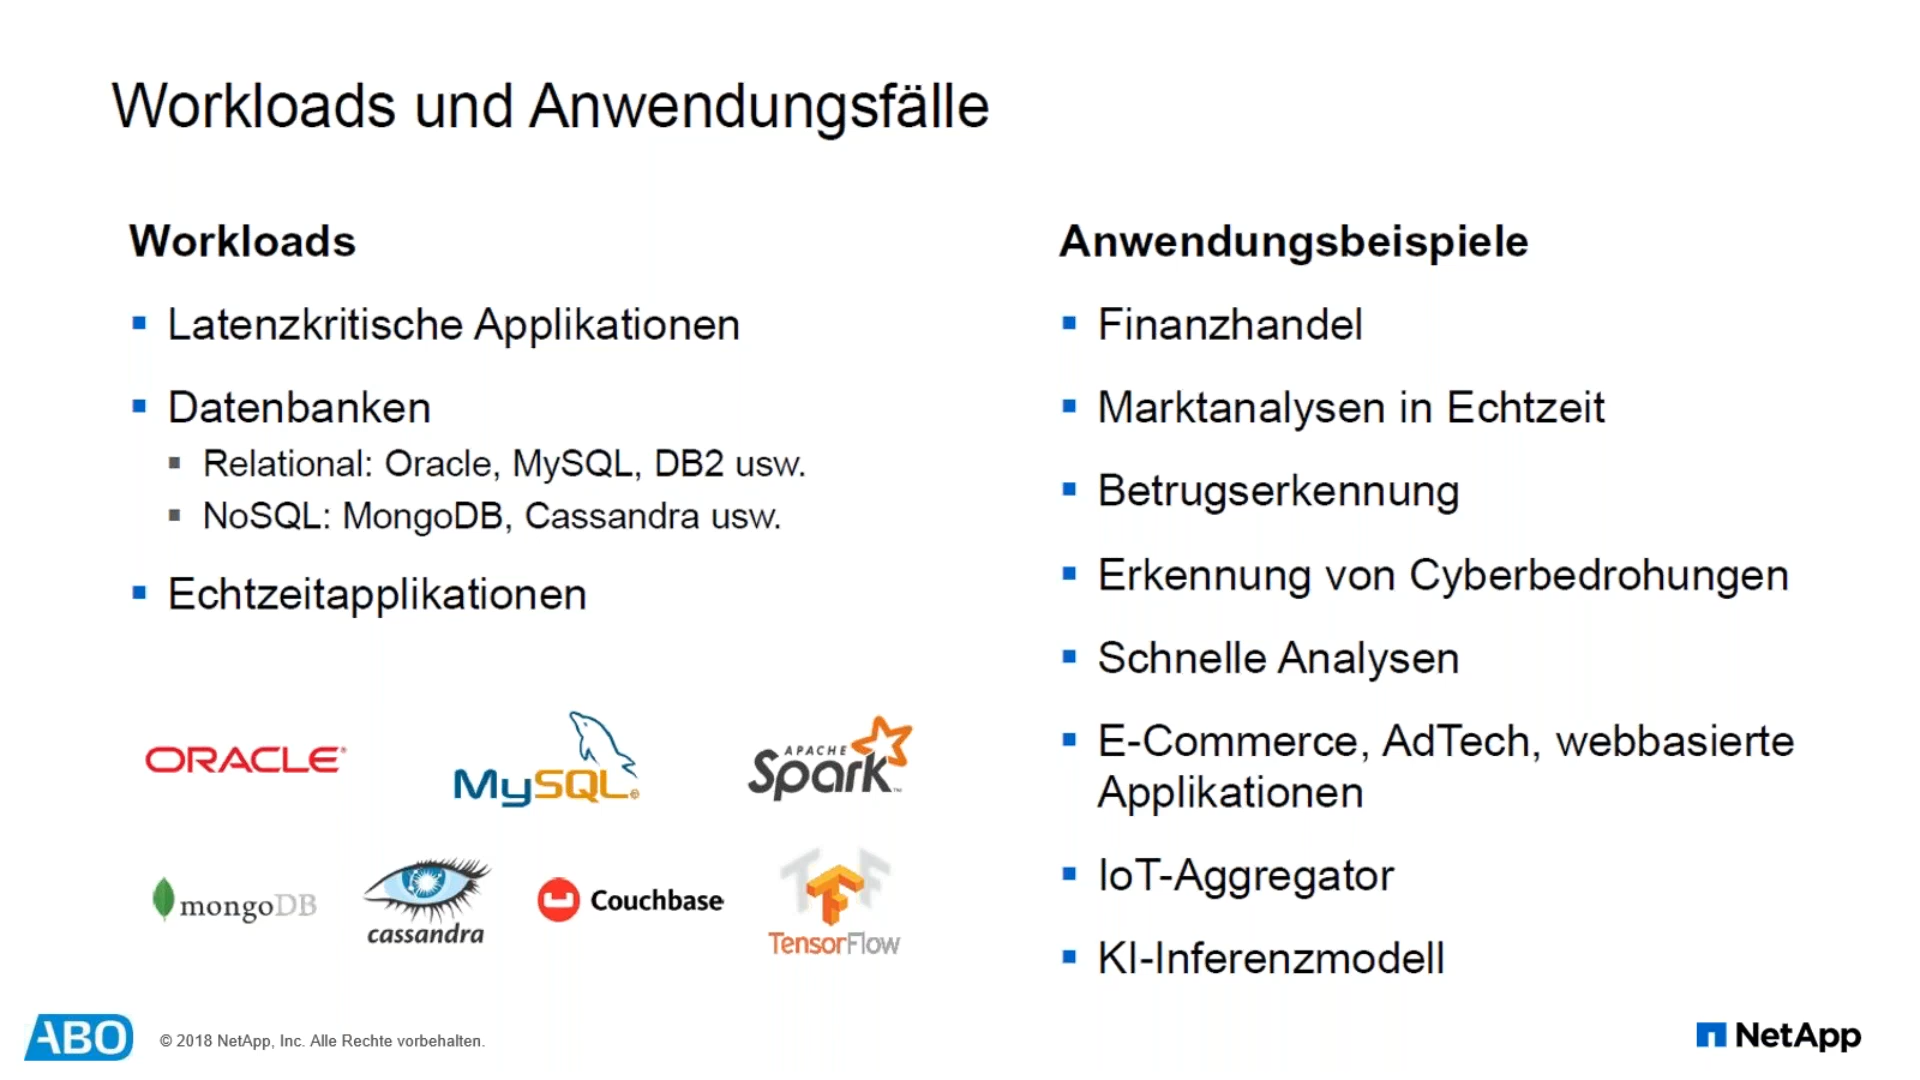 Workloads und Anwendungsfälle
Workloads
Latenzkritische Applikationen
Datenbanken
Relational: Oracle, MySQL, DB2 usw.
NoSQL: MongoDB, Cassandra usw.
Echtzeitapplikationen
ORACLE®
MySQL®
APACHE
Spark™
mongoDB
cassandra
Couchbase
TensorFlow
Anwendungsbeispiele
Finanzhandel
Marktanalysen in Echtzeit
Betrugserkennung
Erkennung von Cyberbedrohungen
Schnelle Analysen
E-Commerce, AdTech, webbasierte
Applikationen
IoT-Aggregator
KI-Inferenzmodell
ABO
© 2018 NetApp, Inc. Alle Rechte vorbehalten.
NetApp